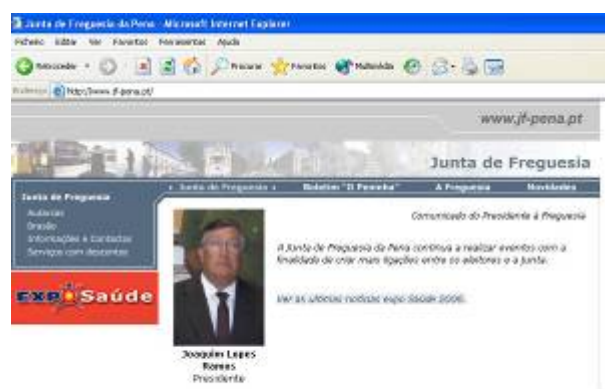 Junta de Freguesia da Pena - Microsoft Internet Explorer
Ficheiro Editar Ver Favoritos Ferramentas Ajuda
Retroceder Procurar Favoritos Multimédia
Endereço http://www.jf-pena.pt/
www.jf-pena.pt
Junta de Freguesia
Junta de Freguesia Boletim "O Peninha" A Freguesia Novidades
Junta de Freguesia
Autarcas
Brasão
Informações e Contactos
Serviços com descontos
EXPO Saúde
Comunicado do Presidente à Freguesia
A Junta de Freguesia da Pena continua a realizar eventos com a
finalidade de criar mais ligações entre os eleitores e a junta.
Ver as últimas notícias expo Saúde 2006.
Joaquim Lopes
Ramos
Presidente